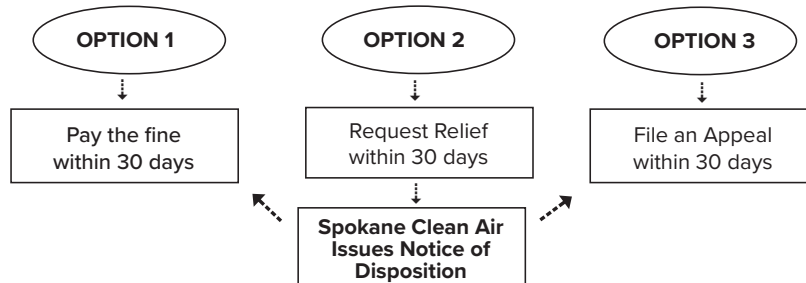 OPTION 1
OPTION 2
OPTION 3
Pay the fine
within 30 days
Request Relief
within 30 days
File an Appeal
within 30 days
Spokane Clean Air
Issues Notice of
Disposition